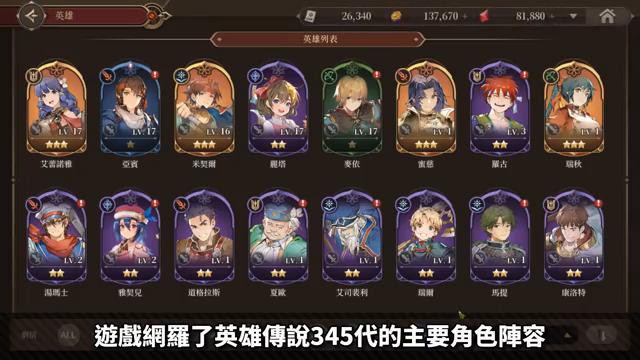 英雄
26,340
137,670 +
81,880 +
英雄列表
LV.17
LV.17
LV.16
LV.17
LV.17
LV.1
LV.3
LV.1
艾蕾諾雅
亞賓
米契爾
麗塔
麥依
蜜慈
羅古
瑞秋
LV.2
LV.2
LV.1
LV.1
LV.1
LV.1
LV.1
LV.1
湯瑪士
雅契兒
道格拉斯
夏歐
艾司裴利
瑞爾
馬提
康洛特
ALL
遊戲網羅了英雄傳說345代的主要角色陣容